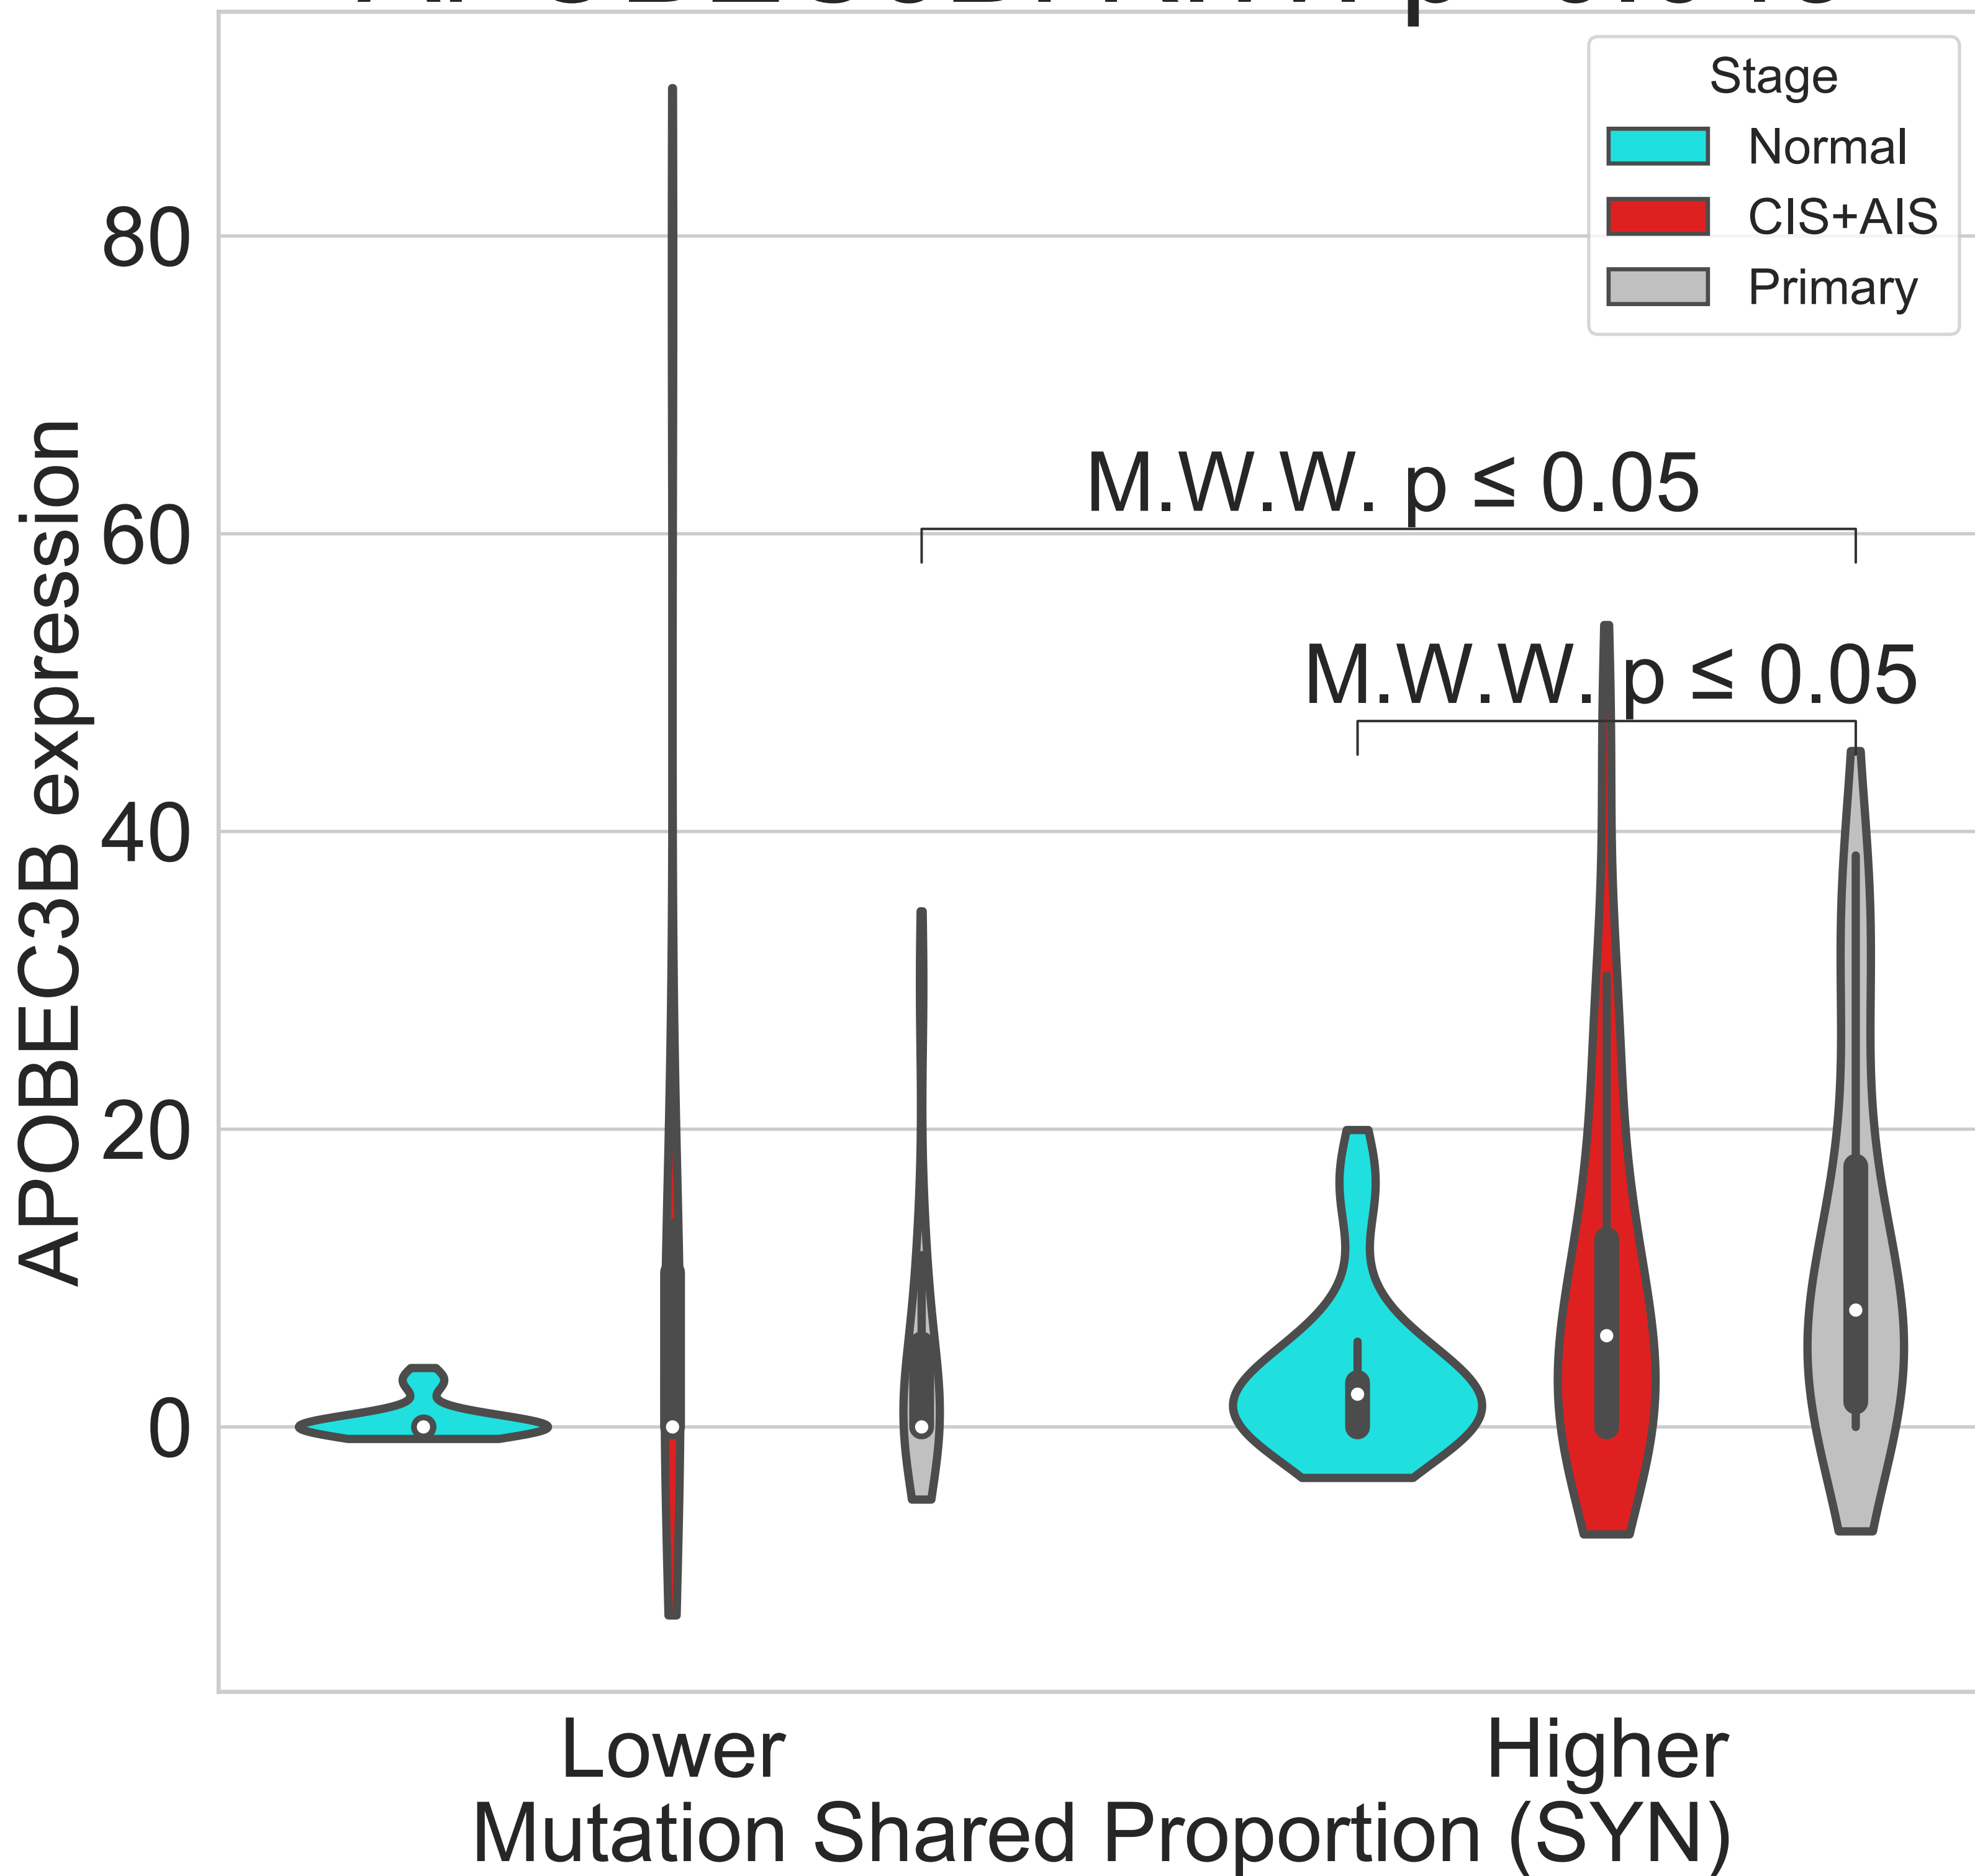 Stage
Normal
CIS+AIS
Primary
80
60
40
20
0
APOBEC3B expression
M.W.W. p ≤ 0.05
M.W.W. p ≤ 0.05
Lower
Higher
Mutation Shared Proportion (SYN)